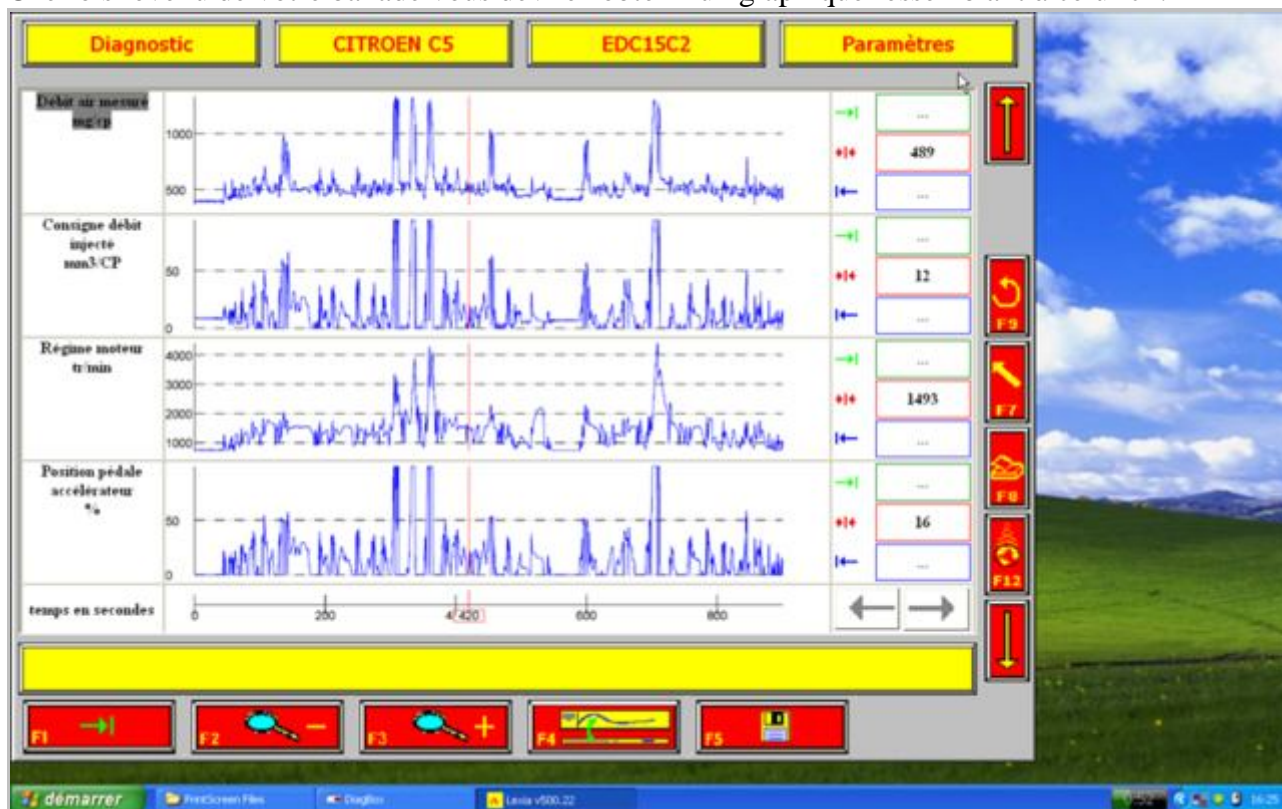 Diagnostic CITROEN C5 EDC15C2 Paramètres
Débit air mesuré
mg/cp
1000
500
...
489
...
Consigne débit
injecté
mm3/CP
50
0
...
12
...
Régime moteur
tr/min
4000
3000
2000
1000
...
1493
...
Position pédale
accélérateur
%
50
0
...
16
...
temps en secondes
0 200 420 600 800
F9
F7
F8
F12
F1 F2 F3 F4 F5
démarrer PrintScreen Files DiagBox Lexia v500.22 16:25